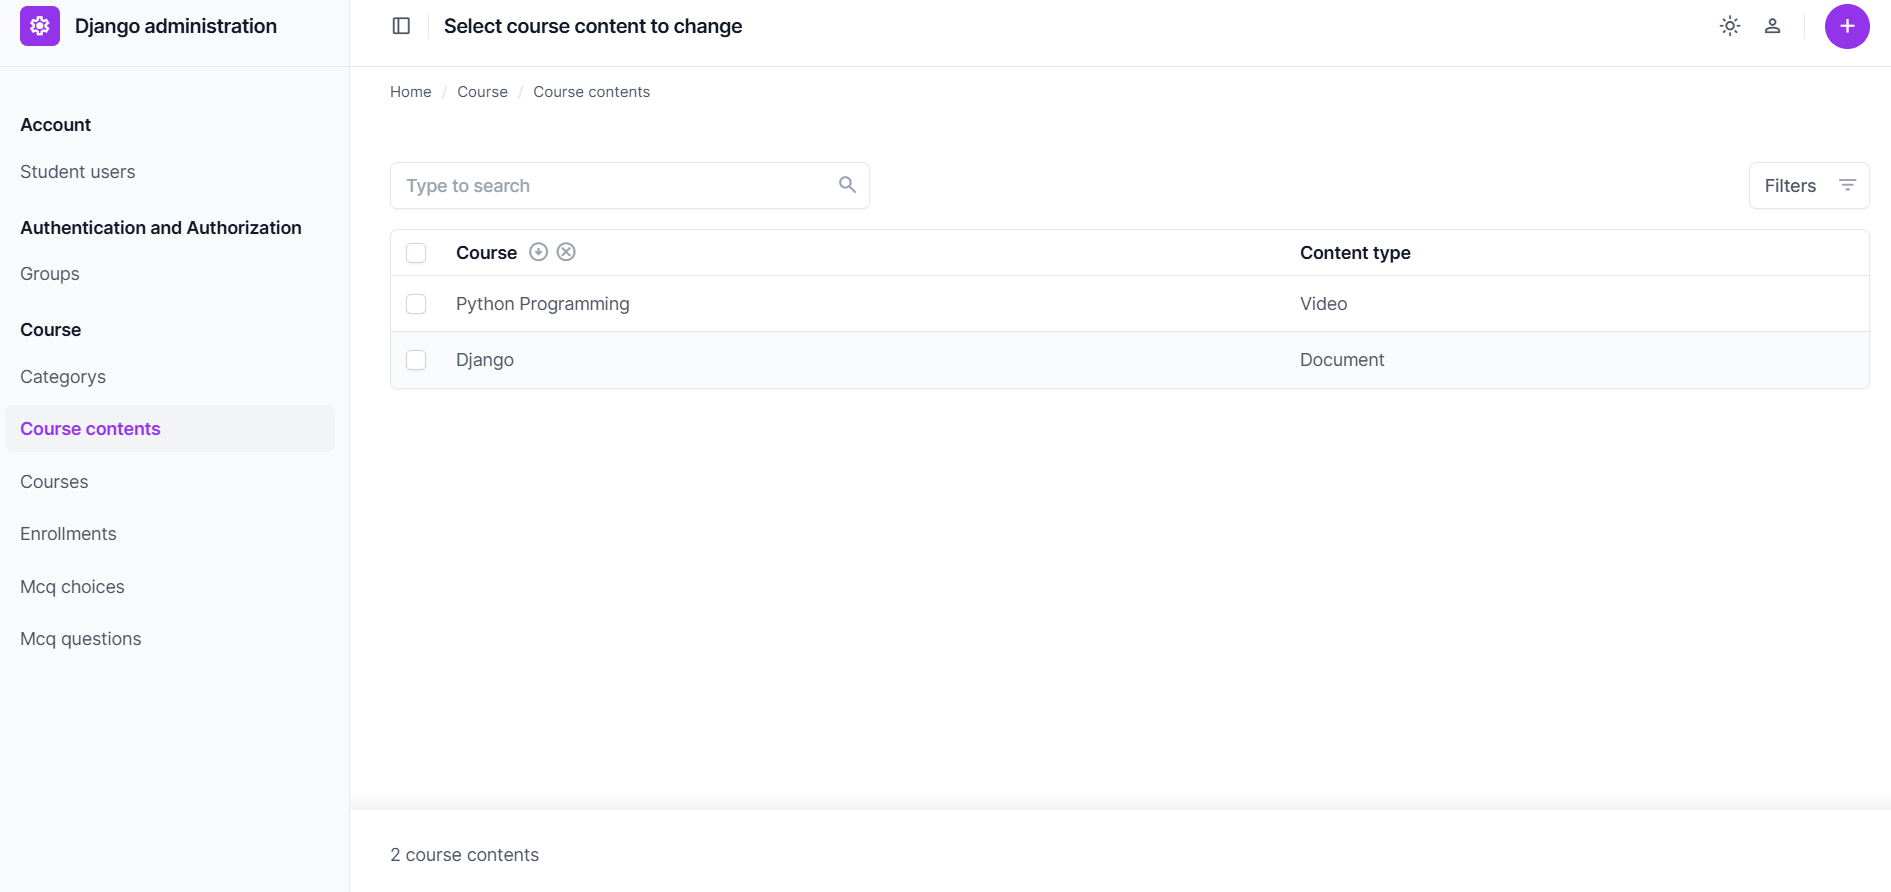 Django administration
Select course content to change
Account
Student users
Authentication and Authorization
Groups
Course
Categorys
Course contents
Courses
Enrollments
Mcq choices
Mcq questions
Home / Course / Course contents
Type to search
Filters
Course Content type
Python Programming Video
Django Document
2 course contents